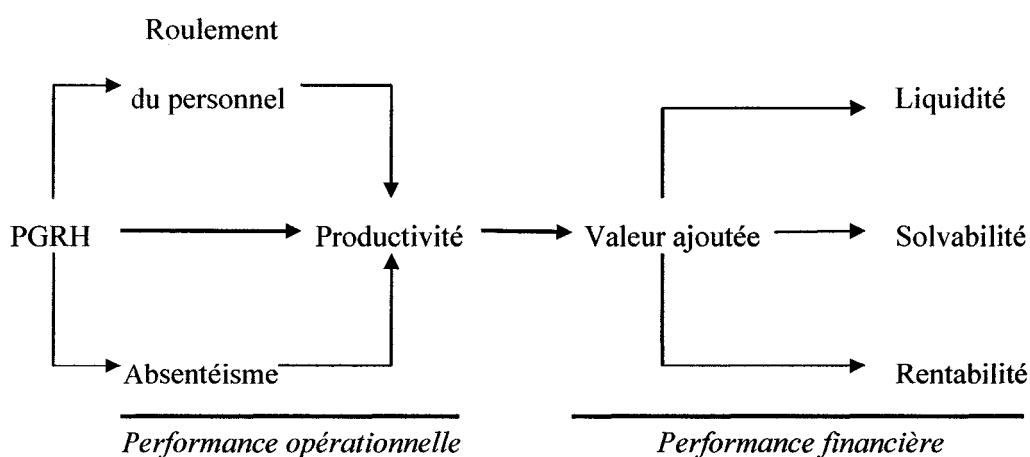 Roulement
du personnel
Liquidité
PGRH
Productivité
Valeur ajoutée
Solvabilité
Absentéisme
Rentabilité
Performance opérationnelle
Performance financière